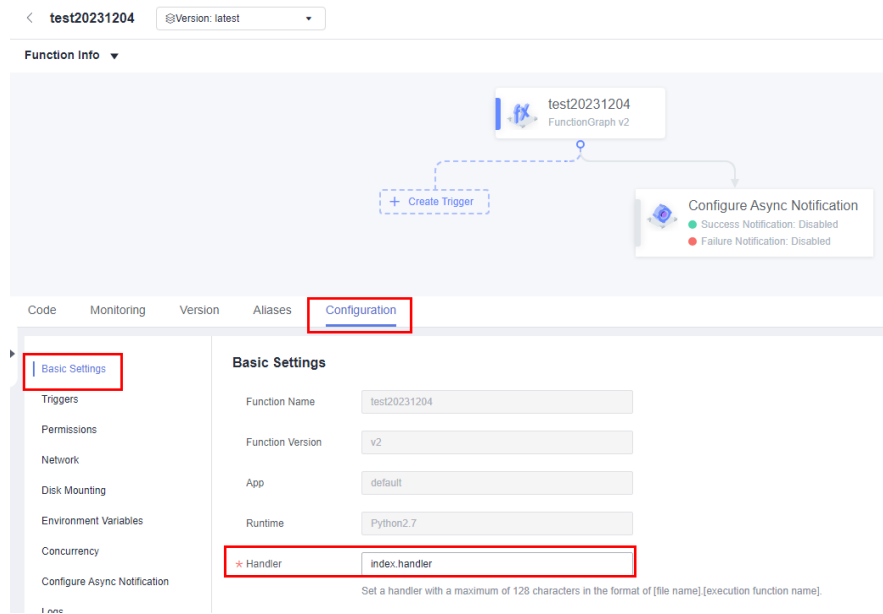 test20231204
Version: latest
Function Info
test20231204
FunctionGraph v2
+ Create Trigger
Configure Async Notification
Success Notification: Disabled
Failure Notification: Disabled
Code Monitoring Version Aliases Configuration
Basic Settings
Triggers
Permissions
Network
Disk Mounting
Environment Variables
Concurrency
Configure Async Notification
Logs
Basic Settings
Function Name test20231204
Function Version v2
App default
Runtime Python2.7
* Handler index.handler
Set a handler with a maximum of 128 characters in the format of [file name].[execution function name].